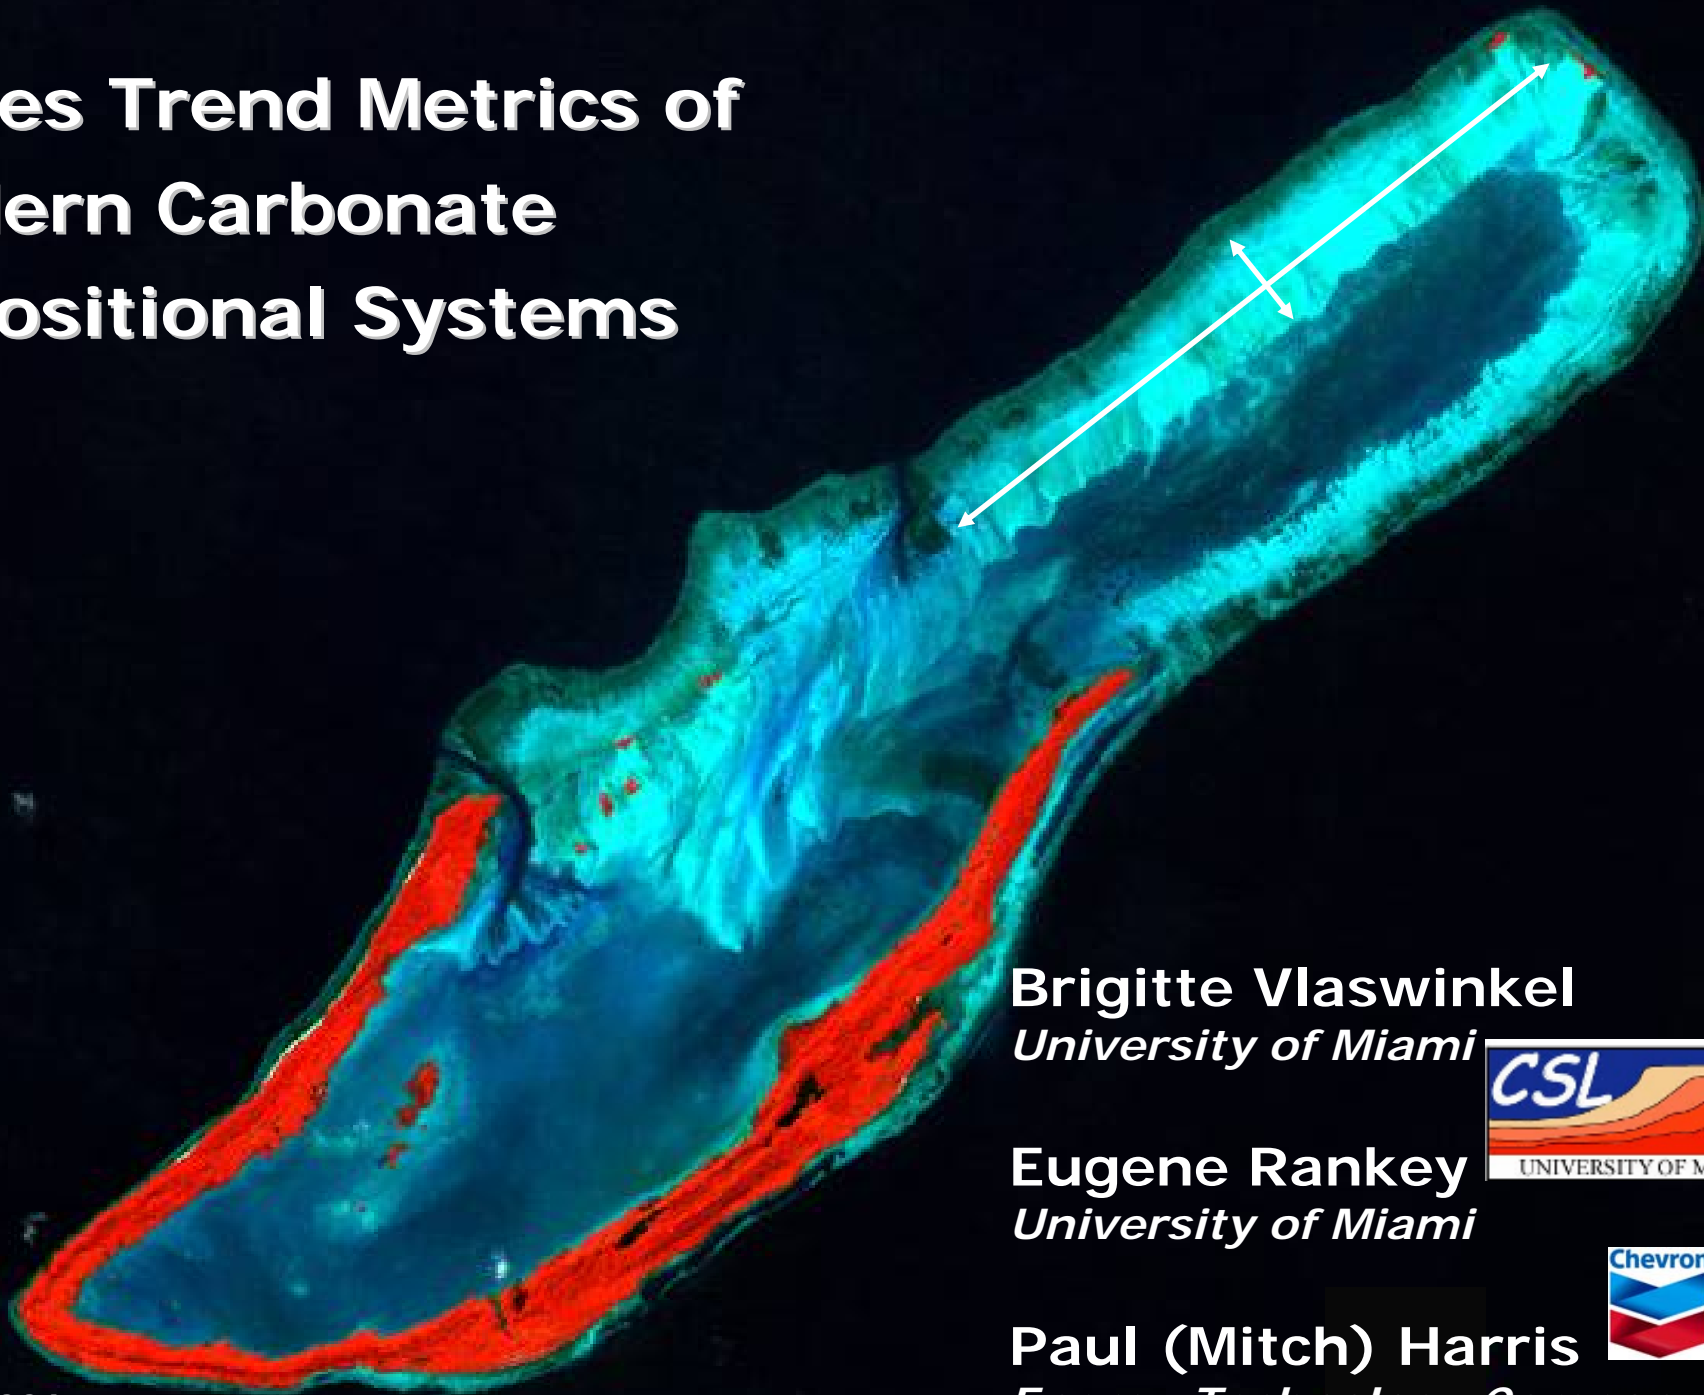 es Trend Metrics of
ern Carbonate
ositional Systems
Brigitte Vlaswinkel
University of Miami
CSL
UNIVERSITY OF M
Eugene Rankey
University of Miami
Chevron
Paul (Mitch) Harris